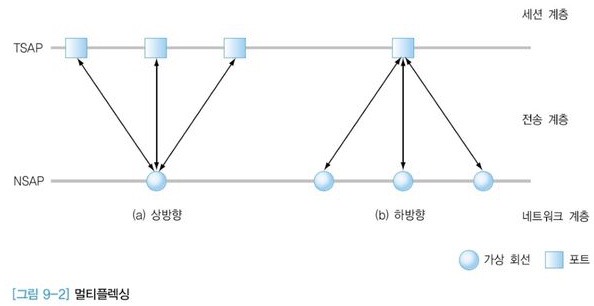 세션 계층
TSAP
전송 계층
NSAP
(a) 상방향
(b) 하방향
네트워크 계층
가상 회선
포트
[그림 9-2] 멀티플렉싱